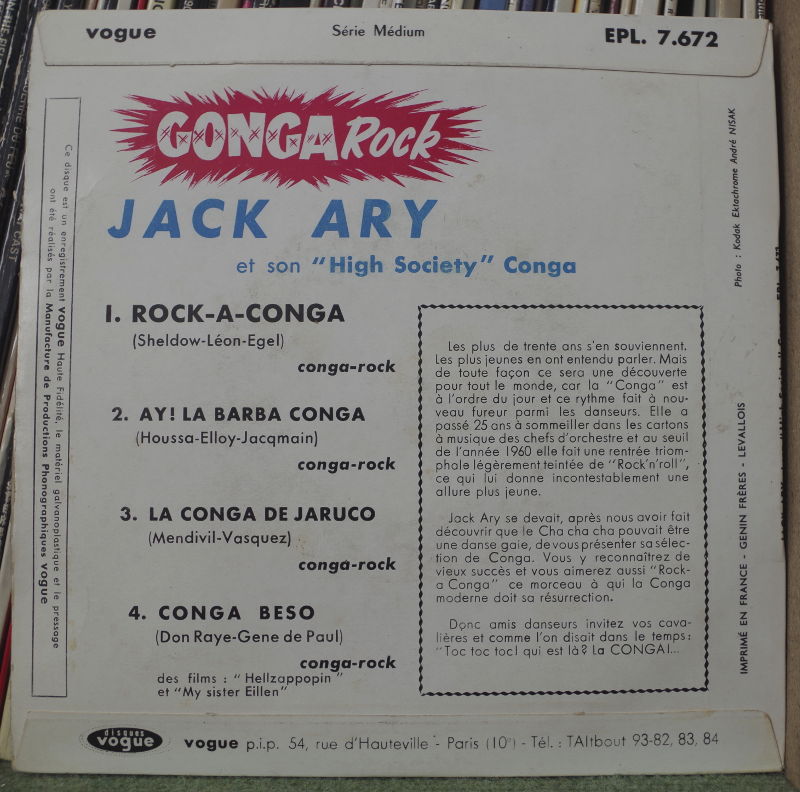 vogue Série Médium EPL. 7.672
CONGA Rock
JACK ARY
et son "High Society" Conga
1. ROCK-A-CONGA
(Sheldow-Léon-Egel)
conga-rock
2. AY! LA BARBA CONGA
(Houssa-Elloy-Jacqmain)
conga-rock
3. LA CONGA DE JARUCO
(Mendivil-Vasquez)
conga-rock
4. CONGA BESO
(Don Raye-Gene de Paul)
conga-rock
des films : "Hellzappopin"
et "My sister Eillen"
Les plus de trente ans s'en souviennent.
Les plus jeunes en ont entendu parler. Mais
de toute façon ce sera une découverte
pour tout le monde, car la "Conga" est
à l'ordre du jour et ce rythme fait à nou-
veau fureur parmi les danseurs. Elle a
passé 25 ans à sommeiller dans les cartons
à musique des chefs d'orchestre et au seuil
de l'année 1960 elle fait une rentrée triom-
phale légèrement teintée de "Rock'n'roll",
ce qui lui donne incontestablement une
allure plus jeune.
Jack Ary se devait, après nous avoir fait
découvrir que le Cha cha cha pouvait être
une danse gaie, de vous présenter sa sélec-
tion de Conga. Vous y reconnaîtrez de
vieux succès et vous aimerez aussi "Rock-
a Conga" ce morceau à qui la Conga
moderne doit sa résurrection.
Donc amis danseurs invitez vos cava-
lières et comme l'on disait dans le temps :
"Toc toc toc! qui est là? La CONGA!...
Ce disque est un enregistrement vogue Haute Fidélité, le matériel galvanoplastique et le pressage
ont été réalisés par la Manufacture de Productions Phonographiques vogue
Photo : Kodak Ektachrome André NISAK
IMPRIMÉ EN FRANCE - GENIN FRÈRES - LEVALLOIS
disques
vogue
vogue p.i.p. 54, rue d'Hauteville - Paris (10e) - Tél. : TAItbout 93-82, 83, 84